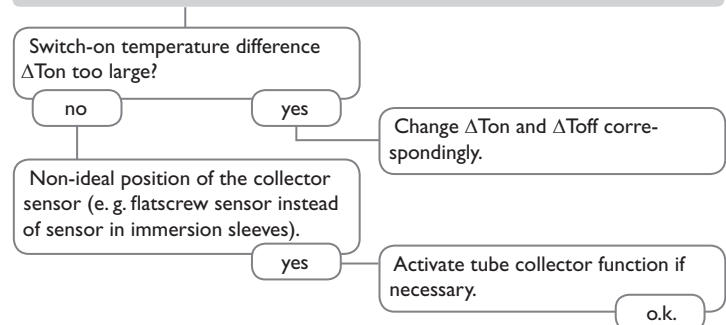 Switch-on temperature difference
ΔTon too large?
no
yes
Change ΔTon and ΔToff corre-
spondingly.
Non-ideal position of the collector
sensor (e. g. flatscrew sensor instead
of sensor in immersion sleeves).
yes
Activate tube collector function if
necessary.
o.k.